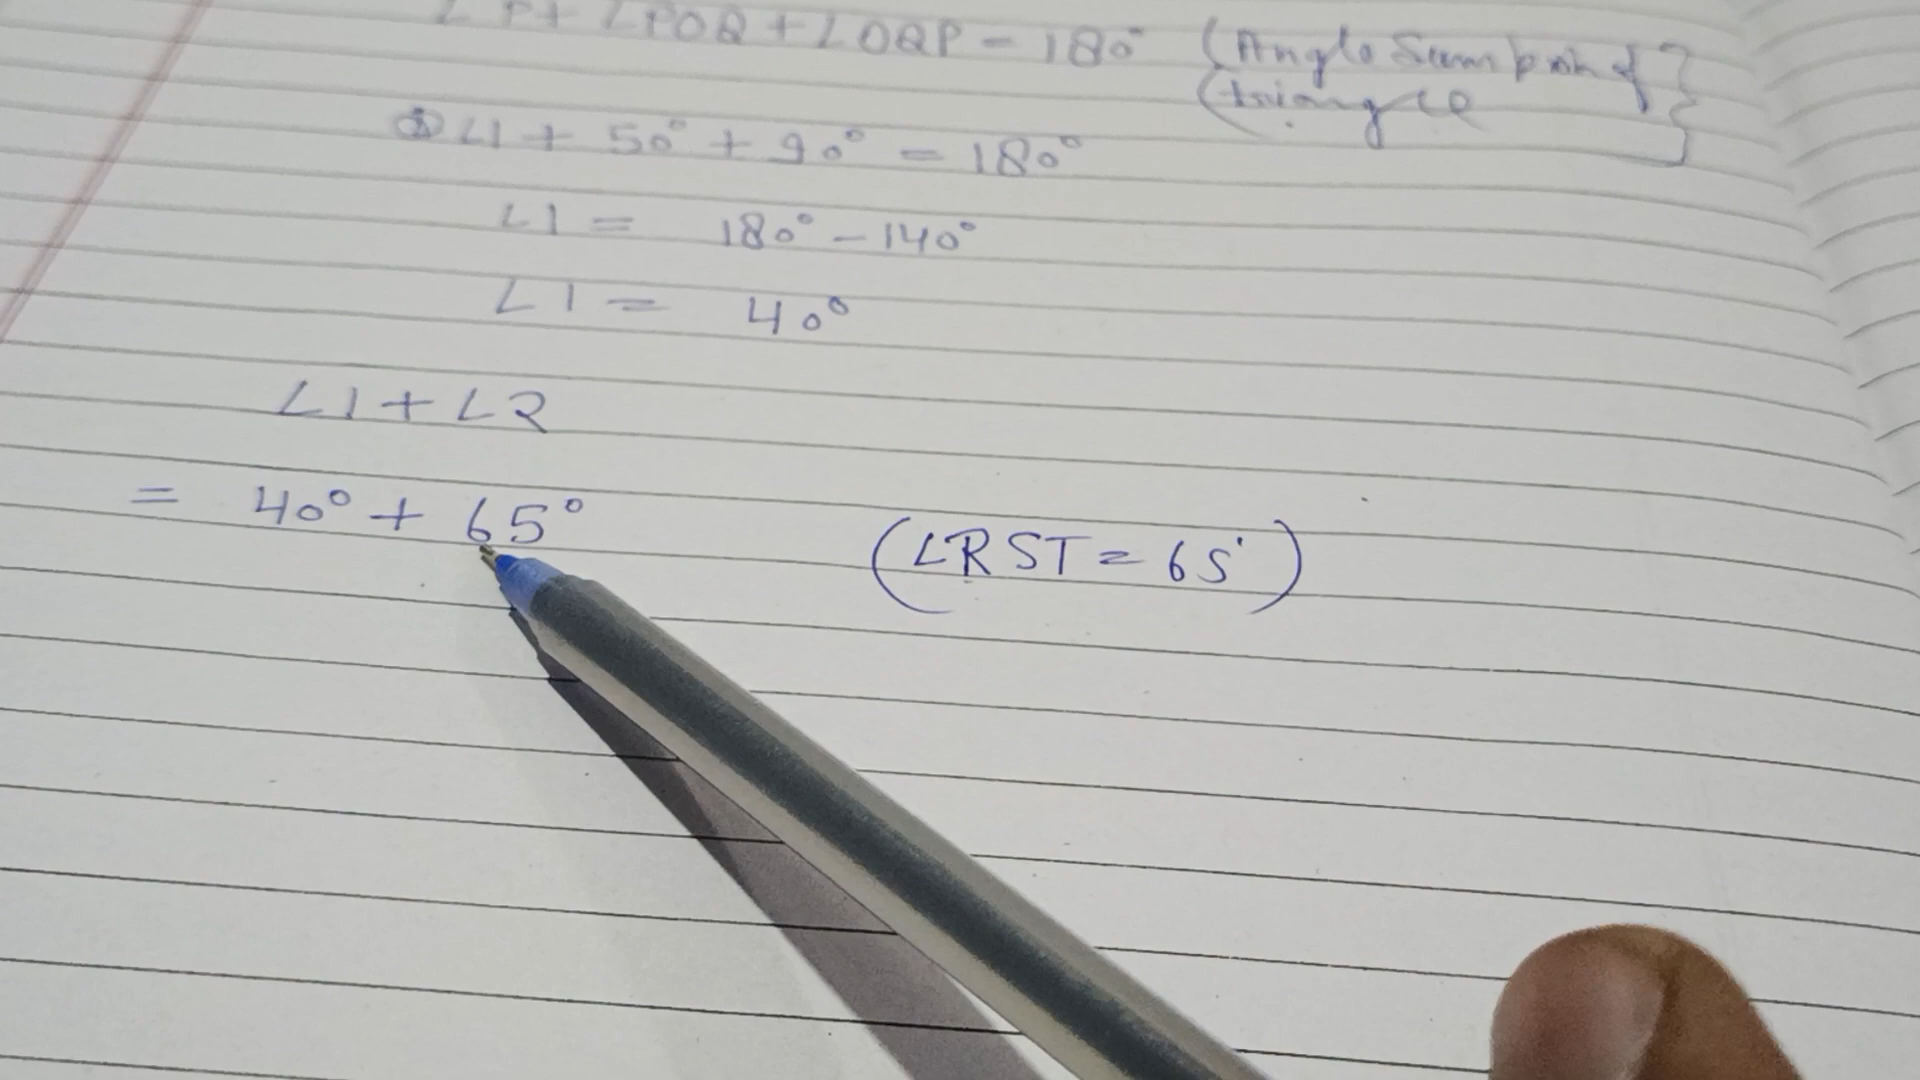 ∠P + ∠POQ + ∠OQP = 180° (Angle Sum of
triangle
∠1 + 50° + 90° = 180°
∠1 = 180° - 140°
∠1 = 40°
∠1 + ∠2
= 40° + 65° (∠RST = 65°)